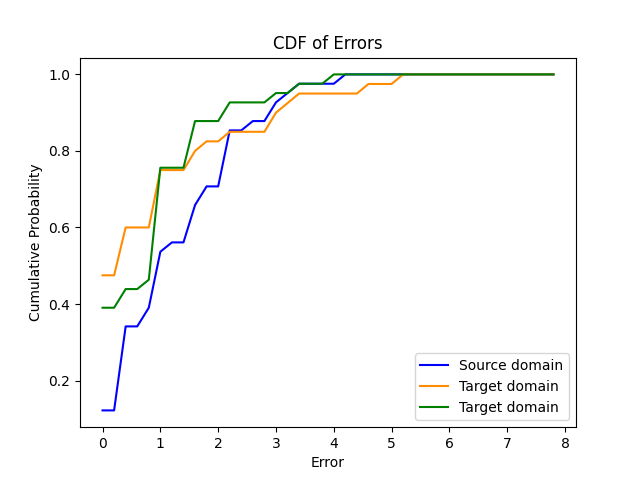 CDF of Errors
Cumulative Probability
1.0
0.8
0.6
0.4
0.2
Source domain
Target domain
Target domain
0 1 2 3 4 5 6 7 8
Error